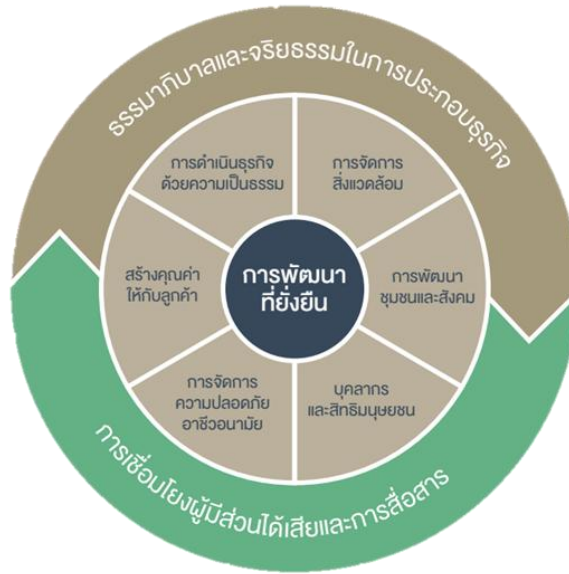 ธรรมาภิบาลและจริยธรรมในการประกอบธุรกิจ
การดำเนินธุรกิจ
ด้วยความเป็นธรรม
การจัดการ
สิ่งแวดล้อม
สร้างคุณค่า
ให้กับลูกค้า
การพัฒนา
ที่ยั่งยืน
การพัฒนา
ชุมชนและสังคม
การจัดการ
ความปลอดภัย
อาชีวอนามัย
บุคลากร
และสิทธิมนุษยชน
การเชื่อมโยงผู้มีส่วนได้เสียและการสื่อสาร